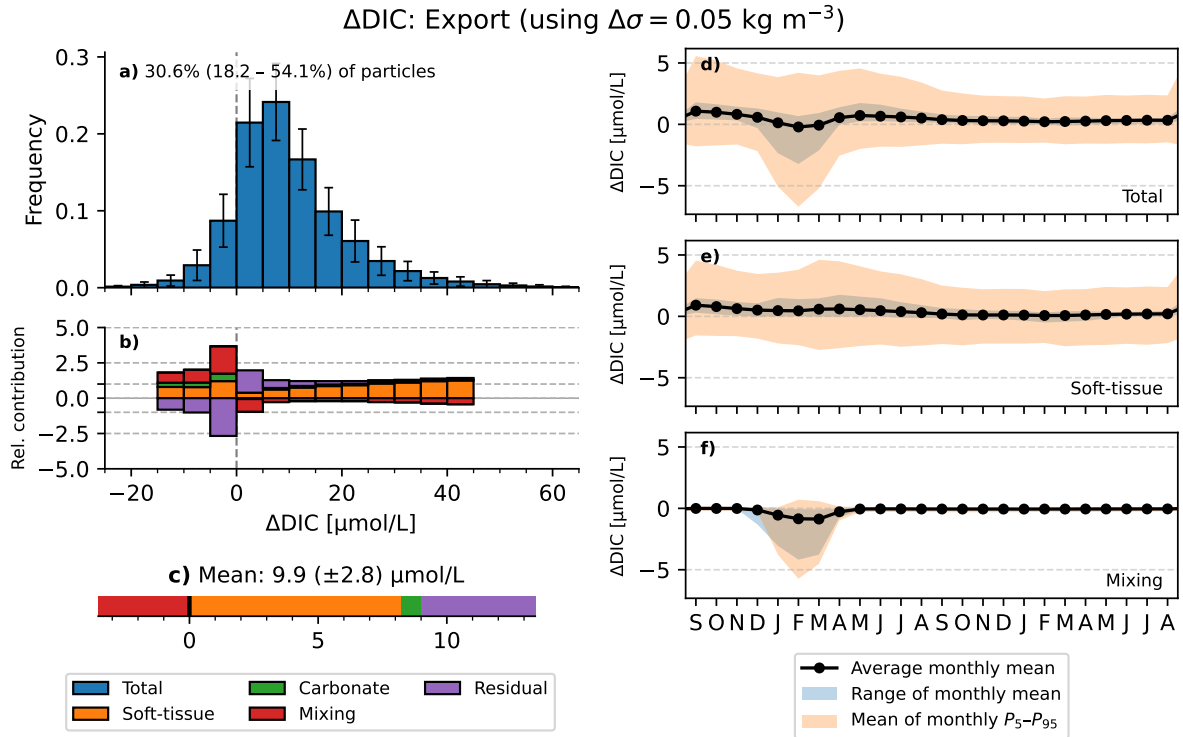 ΔDIC: Export (using Δσ = 0.05 kg m⁻³)
a) 30.6% (18.2 – 54.1%) of particles
Frequency
0.3
0.2
0.1
0.0
b)
Rel. contribution
5.0
2.5
0.0
−2.5
−5.0
−20 0 20 40 60
ΔDIC [µmol/L]
c) Mean: 9.9 (±2.8) µmol/L
0 5 10
Total
Soft-tissue
Carbonate
Mixing
Residual
d)
ΔDIC [µmol/L]
5
0
−5
Total
e)
ΔDIC [µmol/L]
5
0
−5
Soft-tissue
f)
ΔDIC [µmol/L]
5
0
−5
Mixing
S O N D J F M A M J J A S O N D J F M A M J J A
Average monthly mean
Range of monthly mean
Mean of monthly P₅–P₉₅